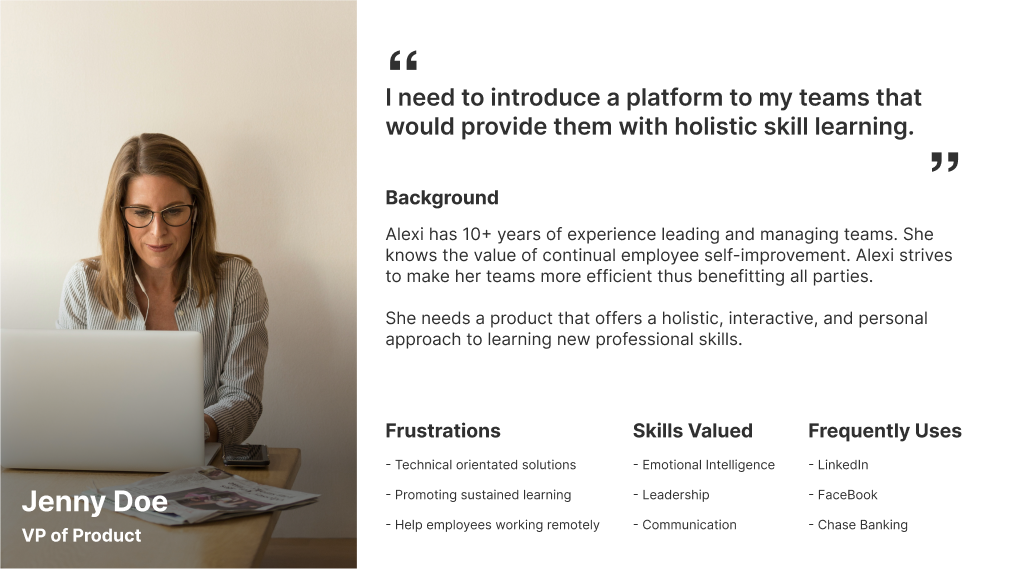 “
I need to introduce a platform to my teams that
would provide them with holistic skill learning.
”
Background
Alexi has 10+ years of experience leading and managing teams. She
knows the value of continual employee self-improvement. Alexi strives
to make her teams more efficient thus benefitting all parties.
She needs a product that offers a holistic, interactive, and personal
approach to learning new professional skills.
Frustrations
- Technical orientated solutions
- Promoting sustained learning
- Help employees working remotely
Skills Valued
- Emotional Intelligence
- Leadership
- Communication
Frequently Uses
- LinkedIn
- FaceBook
- Chase Banking
Jenny Doe
VP of Product